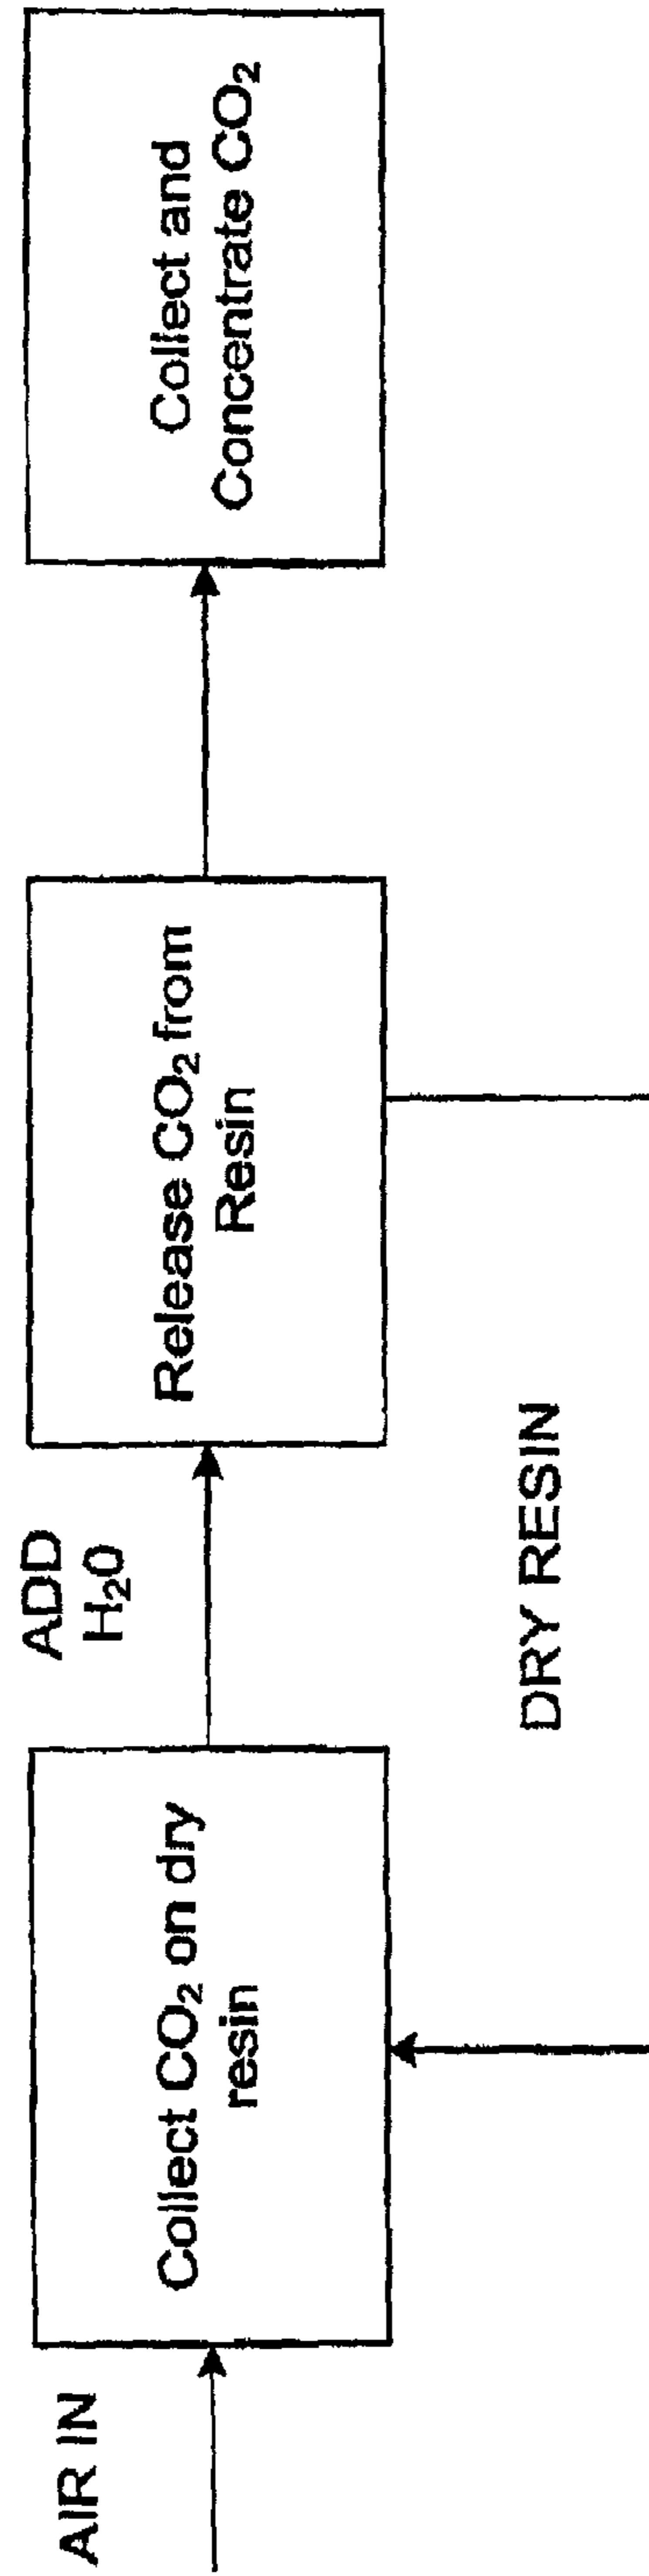 AIR IN
Collect CO₂ on dry
resin
ADD
H₂0
Release CO₂ from
Resin
Collect and
Concentrate CO₂
DRY RESIN